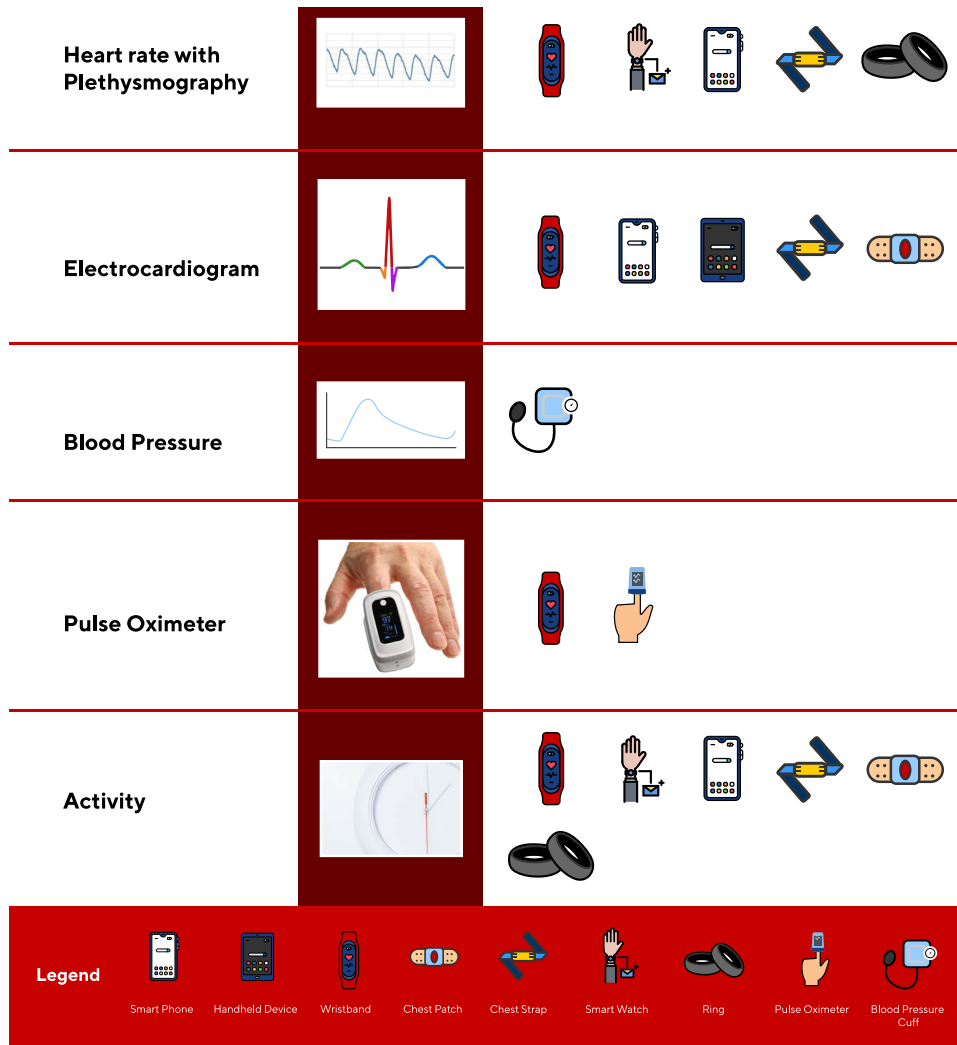 Heart rate with
Plethysmography
Electrocardiogram
Blood Pressure
Pulse Oximeter
Activity
Legend
Smart Phone
Handheld Device
Wristband
Chest Patch
Chest Strap
Smart Watch
Ring
Pulse Oximeter
Blood Pressure
Cuff